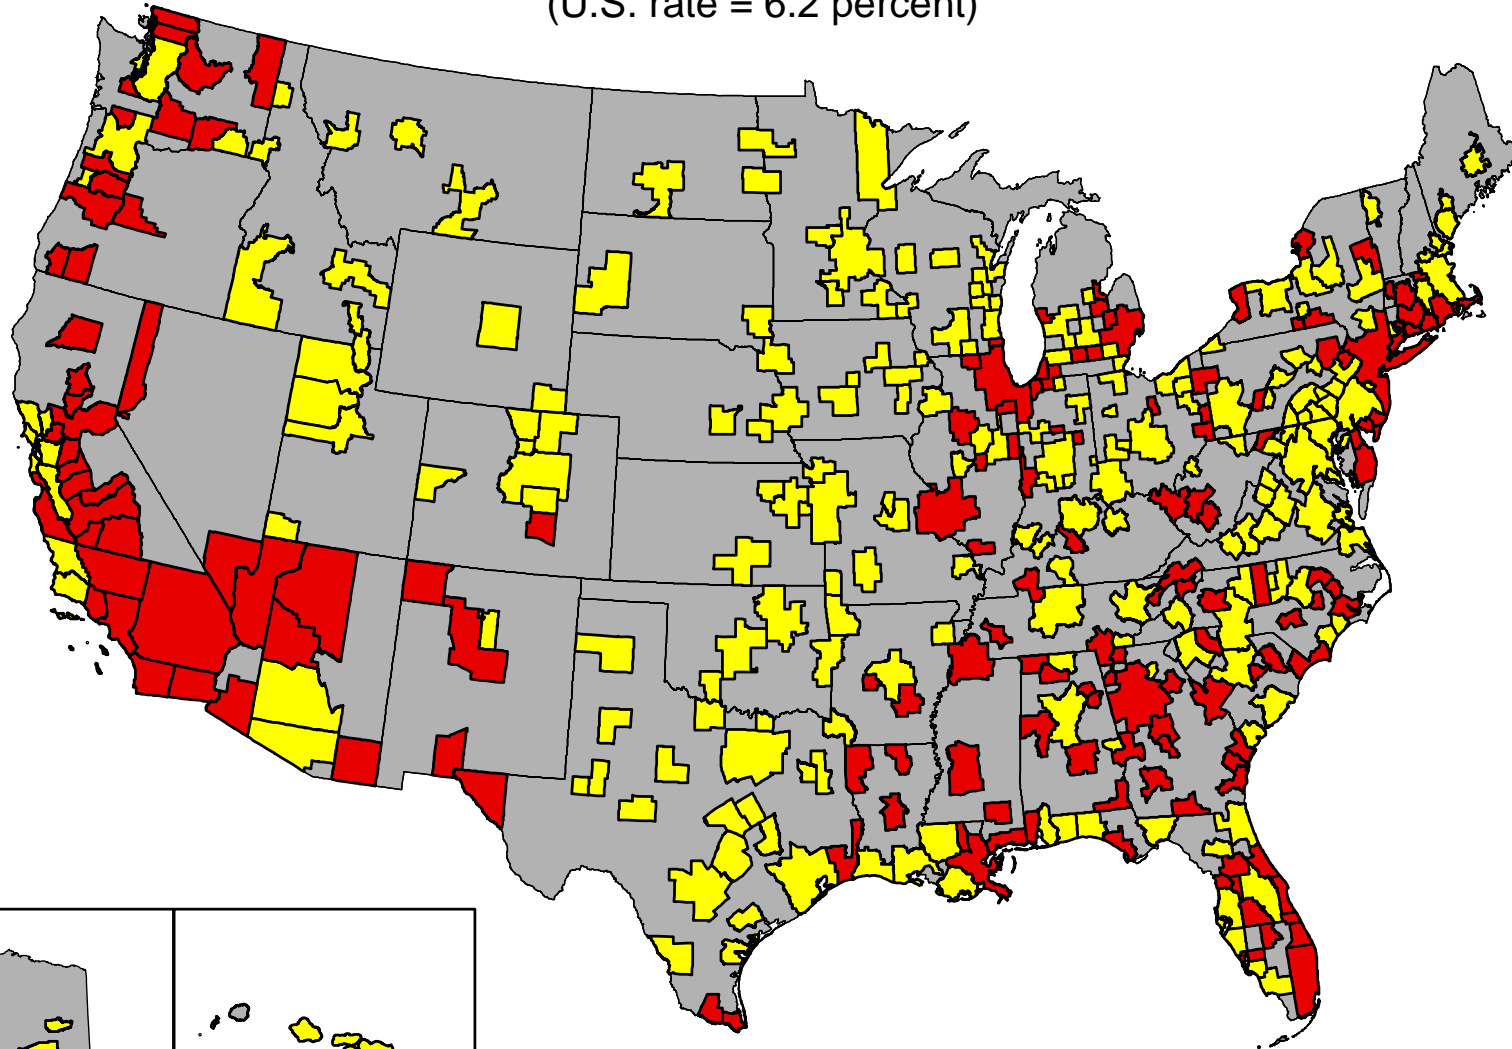 (U.S. rate = 6.2 percent)